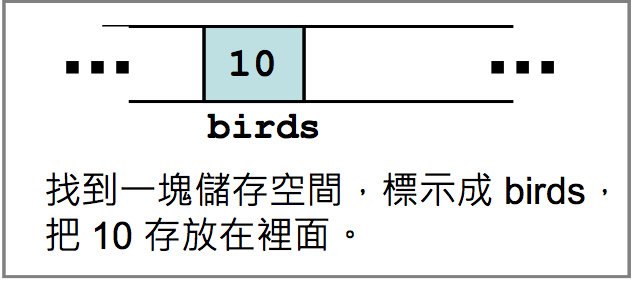 ... 10 ...
birds
找到一塊儲存空間，標示成 birds，
把 10 存放在裡面。